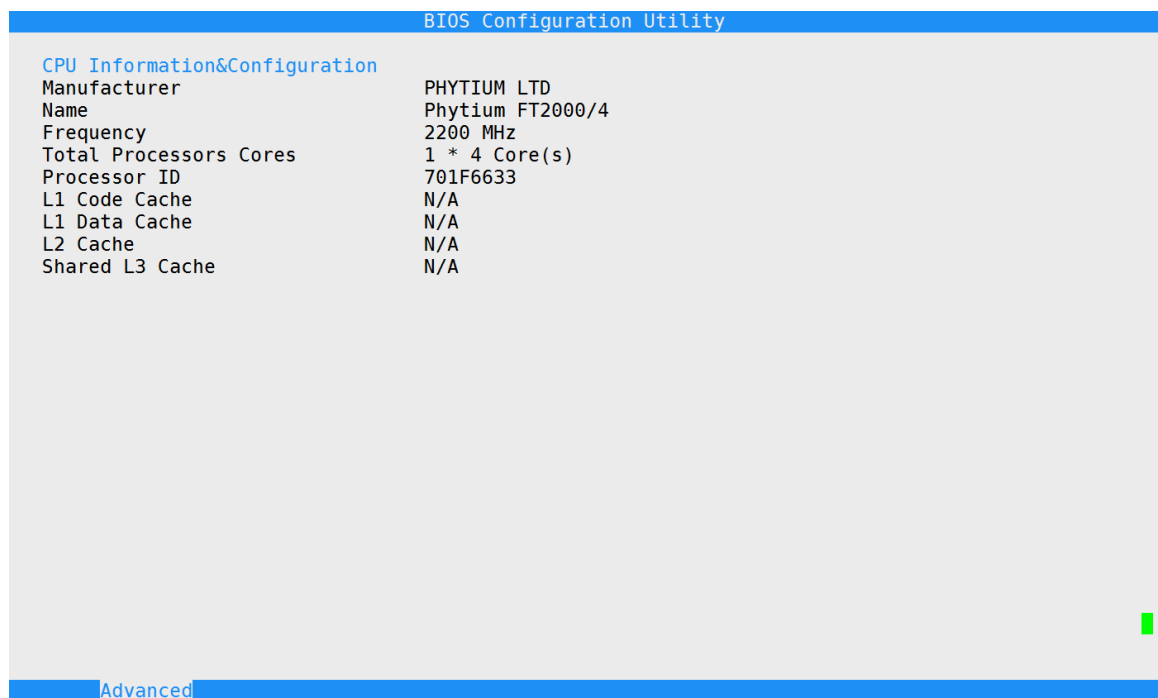 BIOS Configuration Utility
CPU Information&Configuration
Manufacturer PHYTIUM LTD
Name Phytium FT2000/4
Frequency 2200 MHz
Total Processors Cores 1 * 4 Core(s)
Processor ID 701F6633
L1 Code Cache N/A
L1 Data Cache N/A
L2 Cache N/A
Shared L3 Cache N/A
Advanced